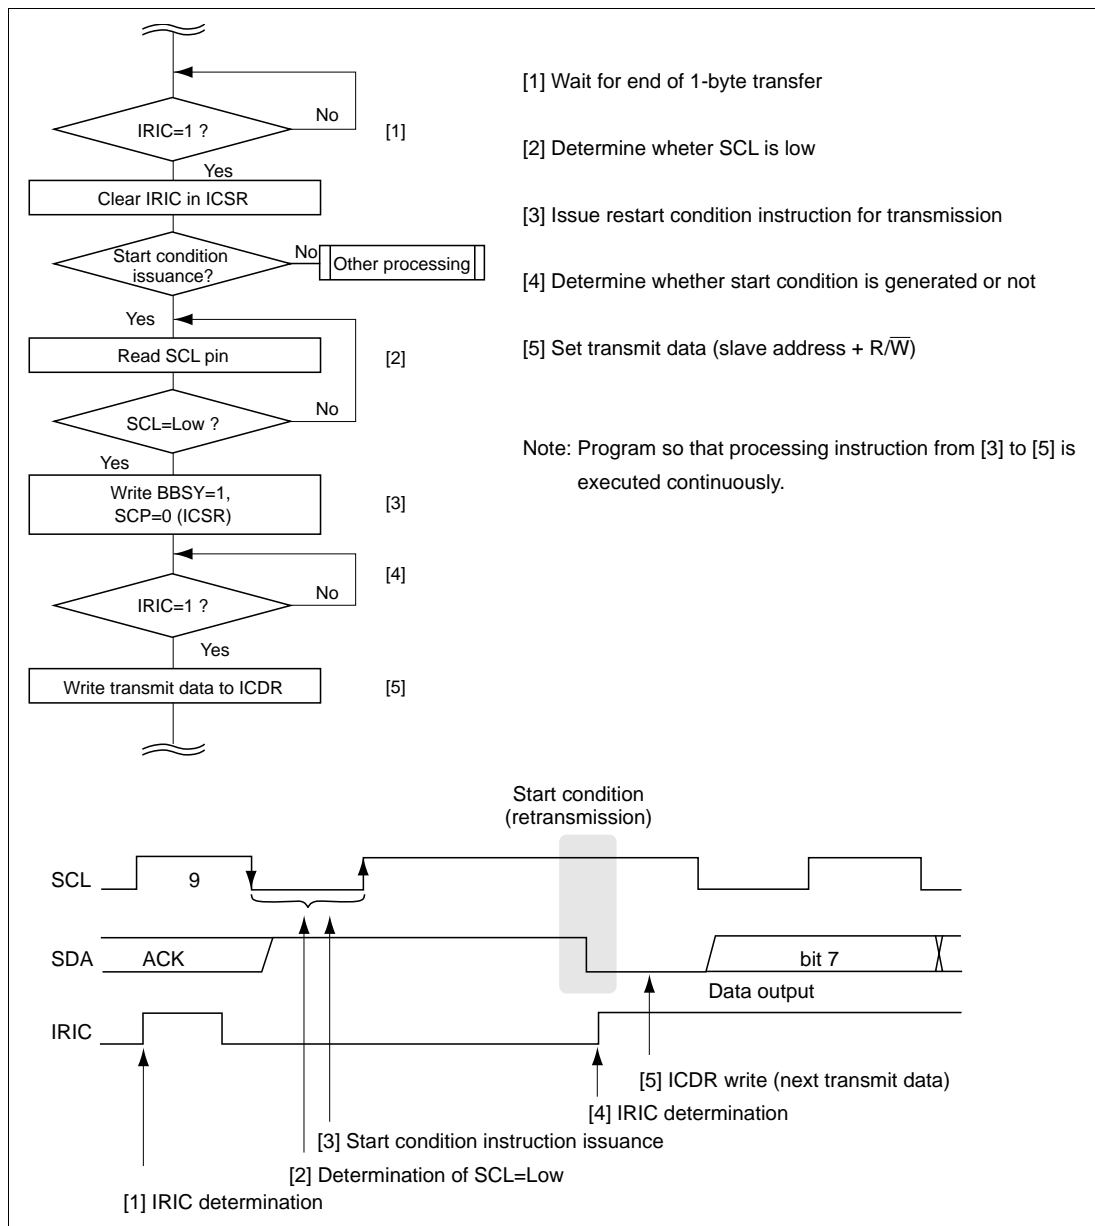 IRIC=1 ?
No
[1]
Yes
Clear IRIC in ICSR
Start condition
issuance?
No
Other processing
Yes
Read SCL pin
[2]
SCL=Low ?
No
Yes
Write BBSY=1,
SCP=0 (ICSR)
[3]
[4]
IRIC=1 ?
No
Yes
Write transmit data to ICDR
[5]
[1] Wait for end of 1-byte transfer
[2] Determine wheter SCL is low
[3] Issue restart condition instruction for transmission
[4] Determine whether start condition is generated or not
[5] Set transmit data (slave address + R/W̅)
Note: Program so that processing instruction from [3] to [5] is
executed continuously.
Start condition
(retransmission)
SCL
9
SDA
ACK
bit 7
Data output
IRIC
[5] ICDR write (next transmit data)
[4] IRIC determination
[3] Start condition instruction issuance
[2] Determination of SCL=Low
[1] IRIC determination